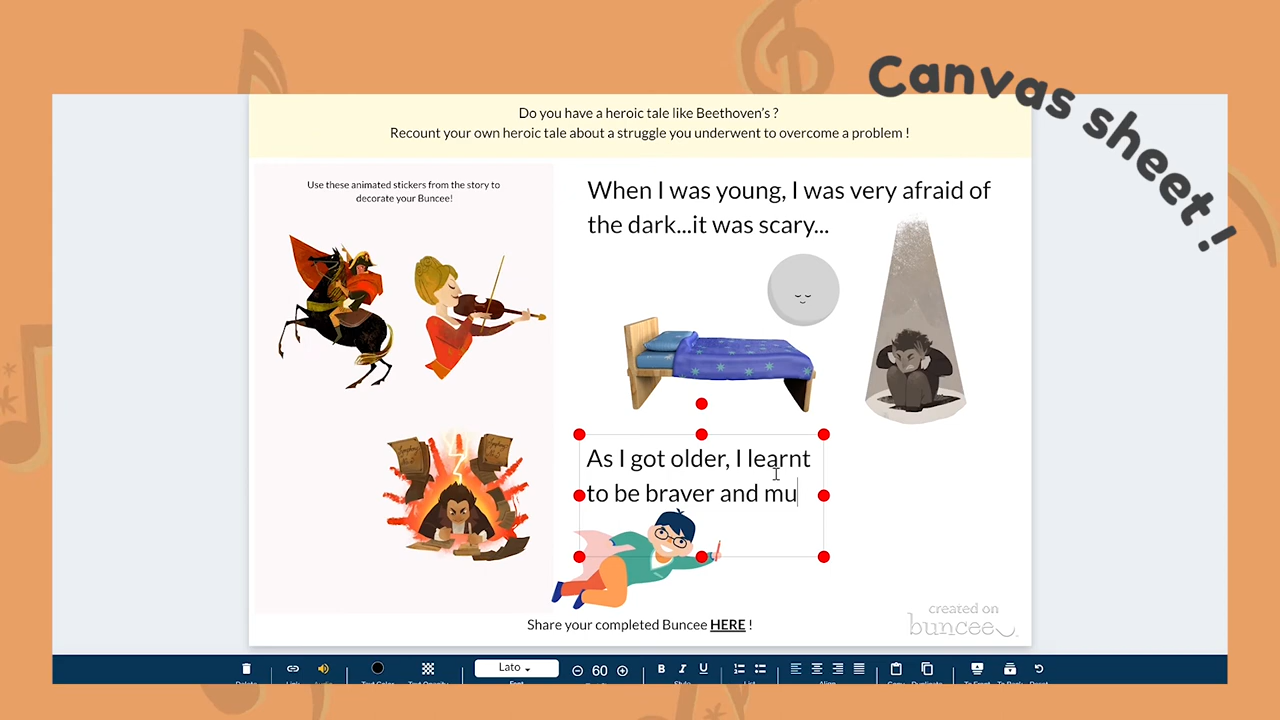 Canvas sheet!
Do you have a heroic tale like Beethoven's ?
Recount your own heroic tale about a struggle you underwent to overcome a problem !
Use these animated stickers from the story to
decorate your Buncee!
When I was young, I was very afraid of
the dark...it was scary...
As I got older, I learnt
to be braver and mu
created on
buncee
Share your completed Buncee HERE !
Lato
60
B I U